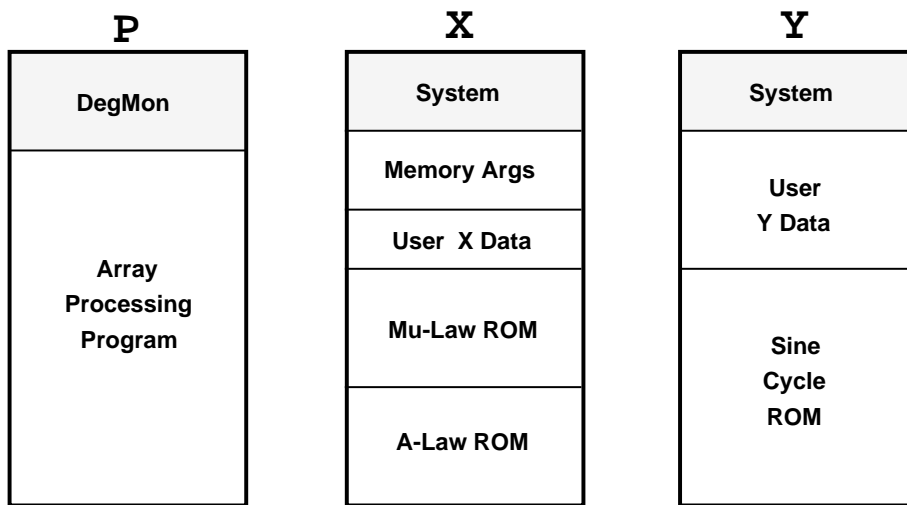 P
DegMon
Array
Processing
Program
X
System
Memory Args
User X Data
Mu-Law ROM
A-Law ROM
Y
System
User
Y Data
Sine
Cycle
ROM